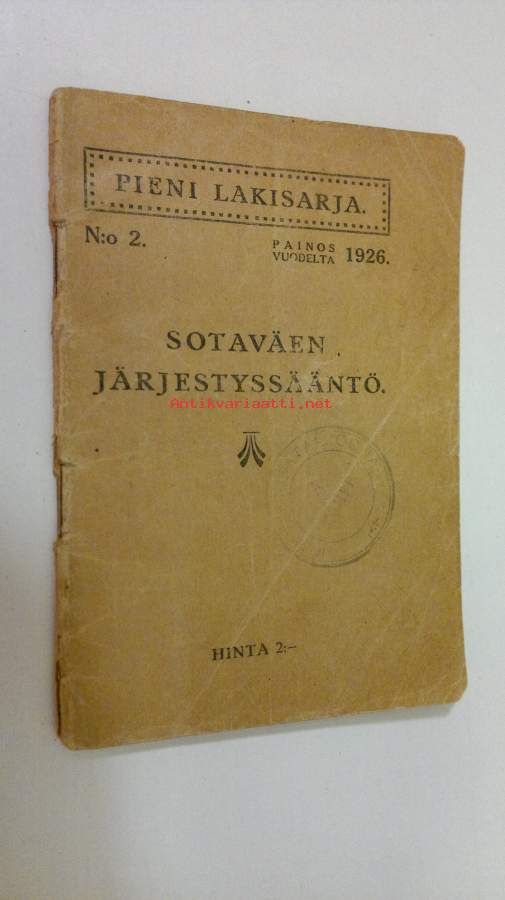 PIENI LAKISARJA.
N:o 2.
PAINOS
VUODELTA 1926.
SOTAVÄEN
JÄRJESTYSSÄÄNTÖ.
Antikvariaatti.net
HINTA 2:—